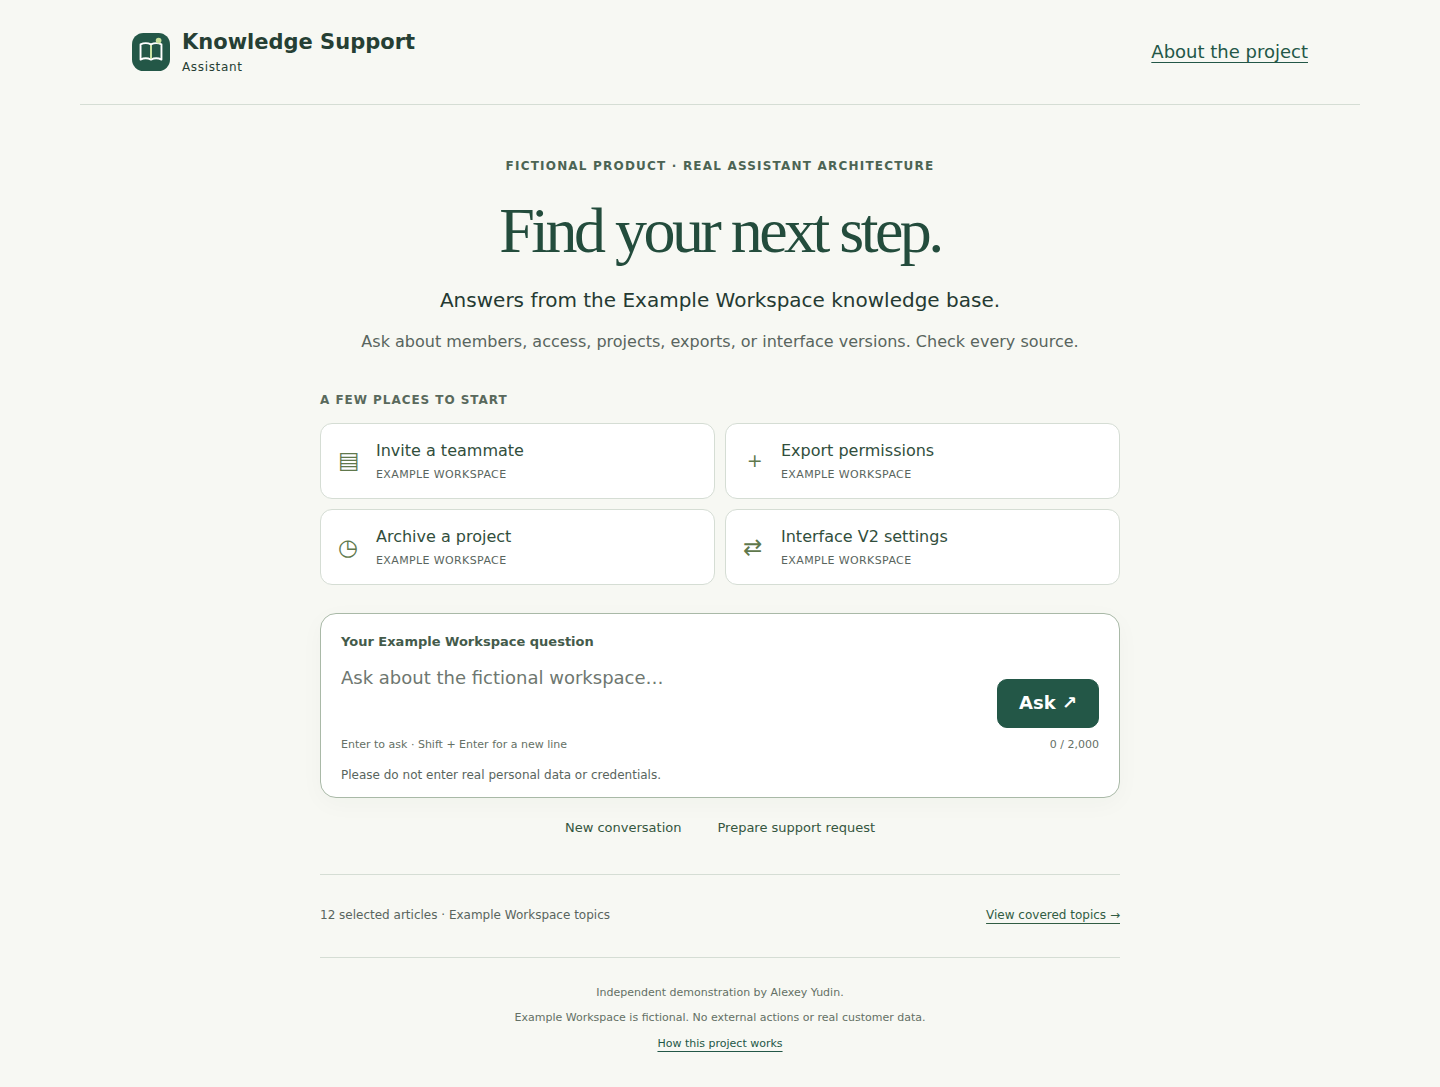 Knowledge Support
Assistant
About the project
FICTIONAL PRODUCT · REAL ASSISTANT ARCHITECTURE
Find your next step.
Answers from the Example Workspace knowledge base.
Ask about members, access, projects, exports, or interface versions. Check every source.
A FEW PLACES TO START
Invite a teammate
EXAMPLE WORKSPACE
Export permissions
EXAMPLE WORKSPACE
Archive a project
EXAMPLE WORKSPACE
Interface V2 settings
EXAMPLE WORKSPACE
Your Example Workspace question
Ask about the fictional workspace…
Ask ↗
Enter to ask · Shift + Enter for a new line
0 / 2,000
Please do not enter real personal data or credentials.
New conversation
Prepare support request
12 selected articles · Example Workspace topics
View covered topics →
Independent demonstration by Alexey Yudin.
Example Workspace is fictional. No external actions or real customer data.
How this project works